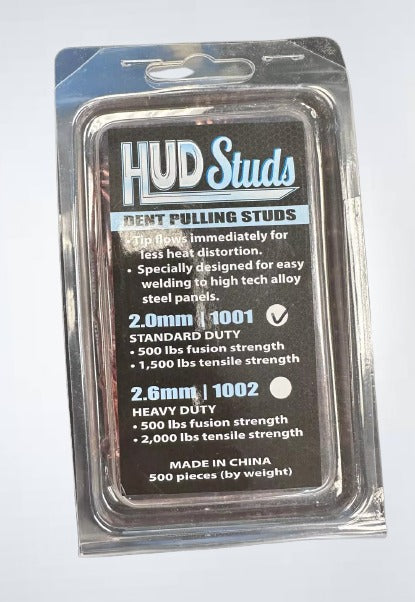 HUD Studs
DENT PULLING STUDS
• Tip flows immediately for
less heat distortion.
• Specially designed for easy
welding to high tech alloy
steel panels.
2.0mm | 1001
STANDARD DUTY
• 500 lbs fusion strength
• 1,500 lbs tensile strength
2.6mm | 1002
HEAVY DUTY
• 500 lbs fusion strength
• 2,000 lbs tensile strength
MADE IN CHINA
500 pieces (by weight)